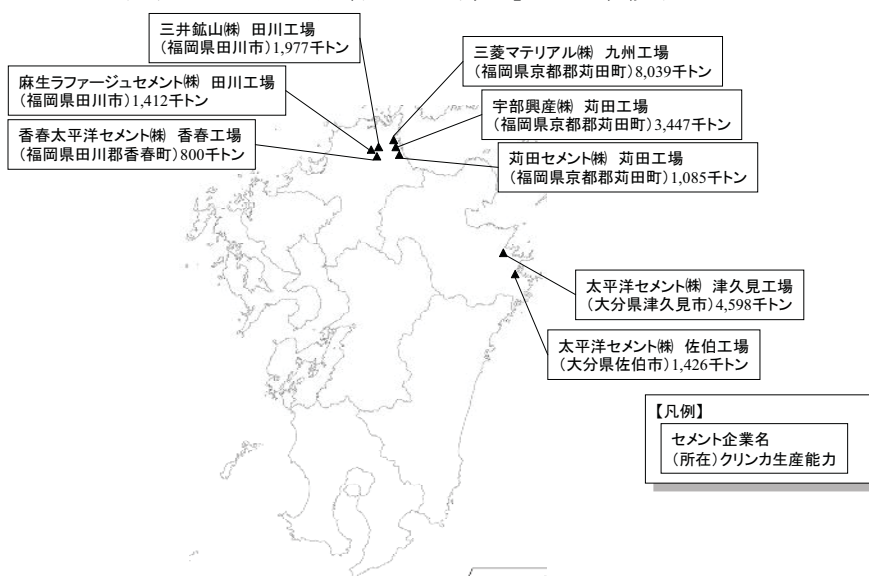 三井鉱山㈱ 田川工場
(福岡県田川市)1,977千トン
麻生ラファージュセメント㈱ 田川工場
(福岡県田川市)1,412千トン
香春太平洋セメント㈱ 香春工場
(福岡県田川郡香春町)800千トン
三菱マテリアル㈱ 九州工場
(福岡県京都郡苅田町)8,039千トン
宇部興産㈱ 苅田工場
(福岡県京都郡苅田町)3,447千トン
苅田セメント㈱ 苅田工場
(福岡県京都郡苅田町)1,085千トン
太平洋セメント㈱ 津久見工場
(大分県津久見市)4,598千トン
太平洋セメント㈱ 佐伯工場
(大分県佐伯市)1,426千トン
【凡例】
セメント企業名
(所在)クリンカ生産能力